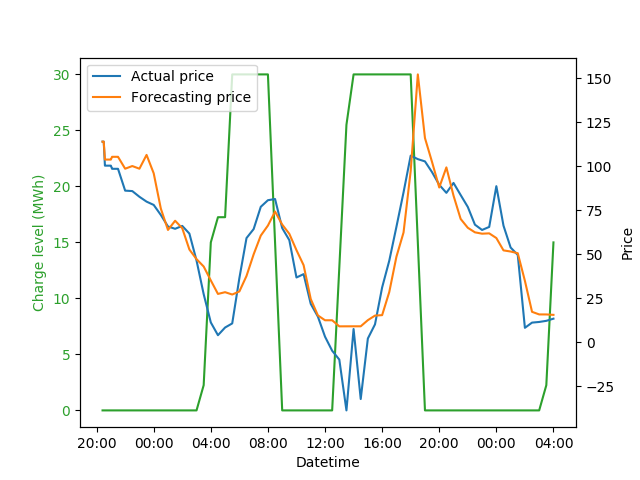 Actual price
Forecasting price
30
25
20
15
10
5
0
Charge level (MWh)
150
125
100
75
50
25
0
−25
Price
20:00 00:00 04:00 08:00 12:00 16:00 20:00 00:00 04:00
Datetime